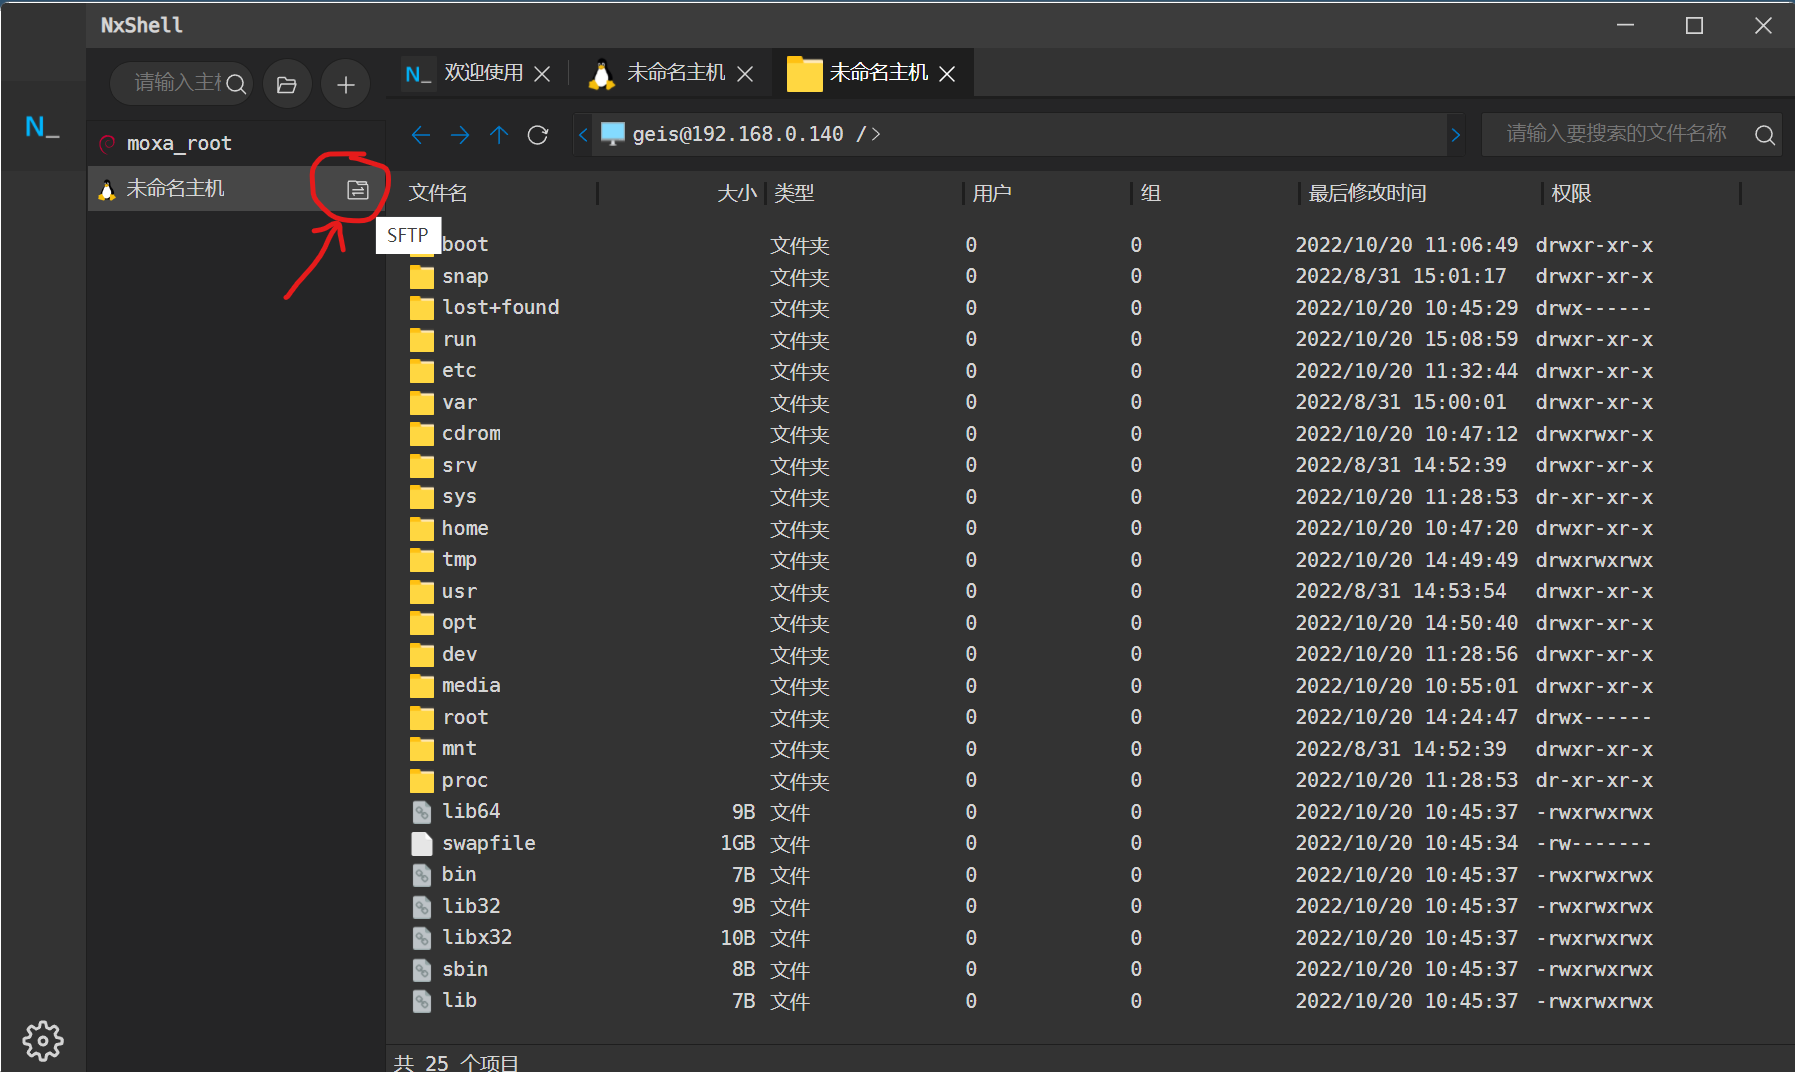 NxShell
请输入主机
N_ 欢迎使用
未命名主机
未命名主机
N_
moxa_root
未命名主机
SFTP
geis@192.168.0.140 / >
请输入要搜索的文件名称
文件名 大小 类型 用户 组 最后修改时间 权限
boot 文件夹 0 0 2022/10/20 11:06:49 drwxr-xr-x
snap 文件夹 0 0 2022/8/31 15:01:17 drwxr-xr-x
lost+found 文件夹 0 0 2022/10/20 10:45:29 drwx------
run 文件夹 0 0 2022/10/20 15:08:59 drwxr-xr-x
etc 文件夹 0 0 2022/10/20 11:32:44 drwxr-xr-x
var 文件夹 0 0 2022/8/31 15:00:01 drwxr-xr-x
cdrom 文件夹 0 0 2022/10/20 10:47:12 drwxrwxr-x
srv 文件夹 0 0 2022/8/31 14:52:39 drwxr-xr-x
sys 文件夹 0 0 2022/10/20 11:28:53 dr-xr-xr-x
home 文件夹 0 0 2022/10/20 10:47:20 drwxr-xr-x
tmp 文件夹 0 0 2022/10/20 14:49:49 drwxrwxrwx
usr 文件夹 0 0 2022/8/31 14:53:54 drwxr-xr-x
opt 文件夹 0 0 2022/10/20 14:50:40 drwxr-xr-x
dev 文件夹 0 0 2022/10/20 11:28:56 drwxr-xr-x
media 文件夹 0 0 2022/10/20 10:55:01 drwxr-xr-x
root 文件夹 0 0 2022/10/20 14:24:47 drwx------
mnt 文件夹 0 0 2022/8/31 14:52:39 drwxr-xr-x
proc 文件夹 0 0 2022/10/20 11:28:53 dr-xr-xr-x
lib64 9B 文件 0 0 2022/10/20 10:45:37 -rwxrwxrwx
swapfile 1GB 文件 0 0 2022/10/20 10:45:34 -rw-------
bin 7B 文件 0 0 2022/10/20 10:45:37 -rwxrwxrwx
lib32 9B 文件 0 0 2022/10/20 10:45:37 -rwxrwxrwx
libx32 10B 文件 0 0 2022/10/20 10:45:37 -rwxrwxrwx
sbin 8B 文件 0 0 2022/10/20 10:45:37 -rwxrwxrwx
lib 7B 文件 0 0 2022/10/20 10:45:37 -rwxrwxrwx
共 25 个项目